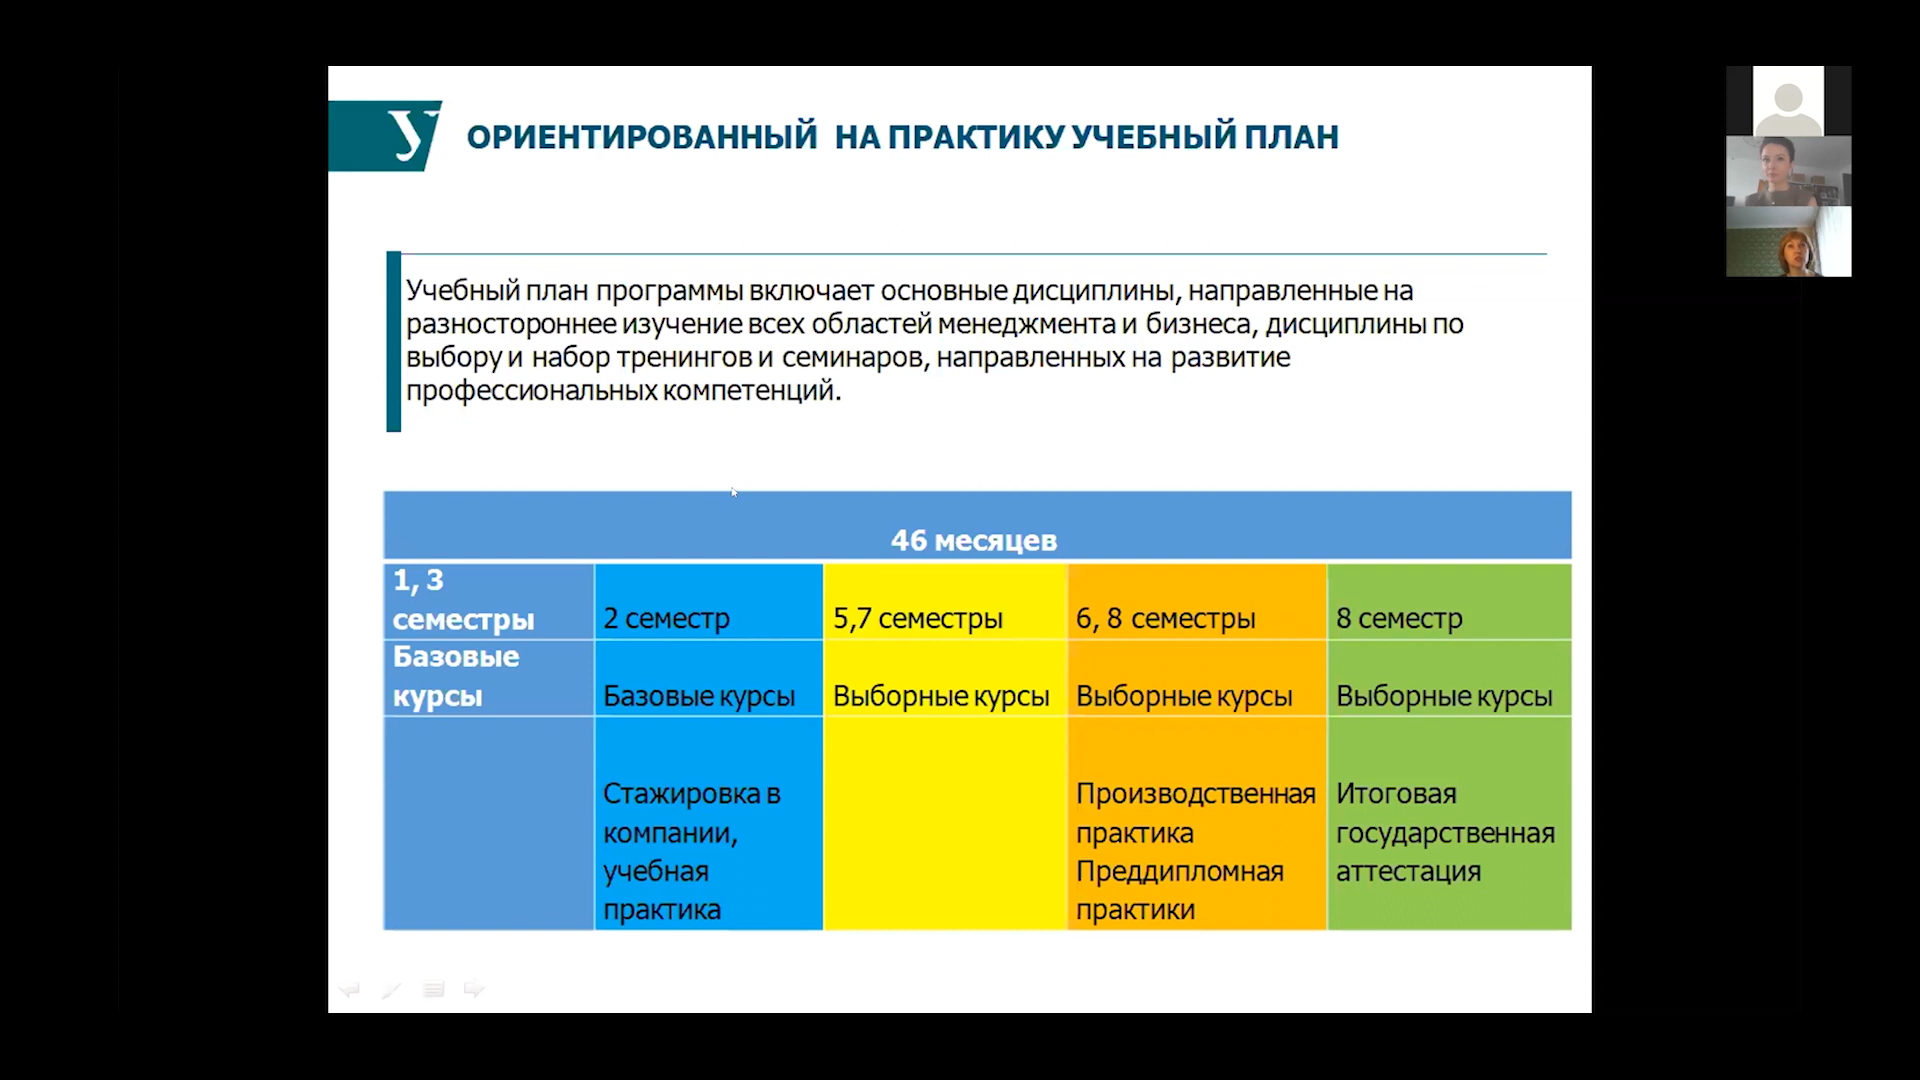 У
ОРИЕНТИРОВАННЫЙ НА ПРАКТИКУ УЧЕБНЫЙ ПЛАН
Учебный план программы включает основные дисциплины, направленные на
разностороннее изучение всех областей менеджмента и бизнеса, дисциплины по
выбору и набор тренингов и семинаров, направленных на развитие
профессиональных компетенций.
46 месяцев
1, 3
семестры
2 семестр
5,7 семестры
6, 8 семестры
8 семестр
Базовые
курсы
Базовые курсы
Выборные курсы
Выборные курсы
Выборные курсы
Стажировка в
компании,
учебная
практика
Производственная
практика
Преддипломная
практики
Итоговая
государственная
аттестация